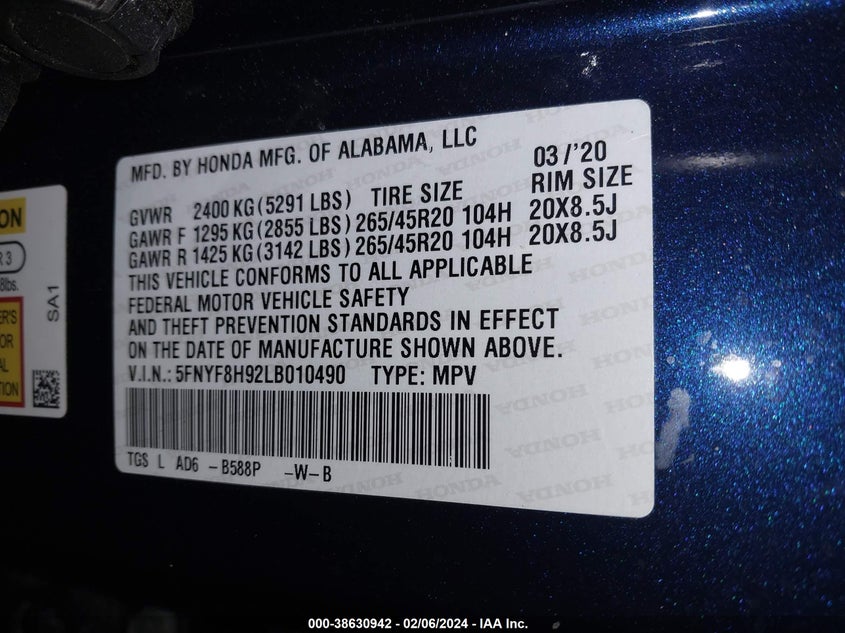 MFD. BY HONDA MFG. OF ALABAMA, LLC 03/'20
GVWR 2400 KG (5291 LBS) TIRE SIZE RIM SIZE
GAWR F 1295 KG (2855 LBS) 265/45R20 104H 20X8.5J
GAWR R 1425 KG (3142 LBS) 265/45R20 104H 20X8.5J
THIS VEHICLE CONFORMS TO ALL APPLICABLE
FEDERAL MOTOR VEHICLE SAFETY
AND THEFT PREVENTION STANDARDS IN EFFECT
ON THE DATE OF MANUFACTURE SHOWN ABOVE.
V.I.N.: 5FNYF8H92LB010490 TYPE: MPV
TGS L AD6 -B588P -W-B
SA1
HONDA
000-38630942 - 02/06/2024 - IAA Inc.